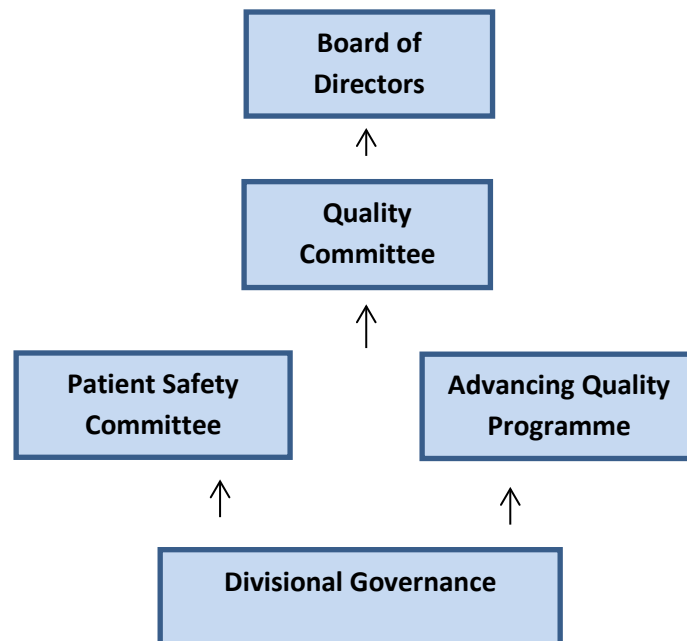 Board of
Directors
Quality
Committee
Patient Safety
Committee
Advancing Quality
Programme
Divisional Governance